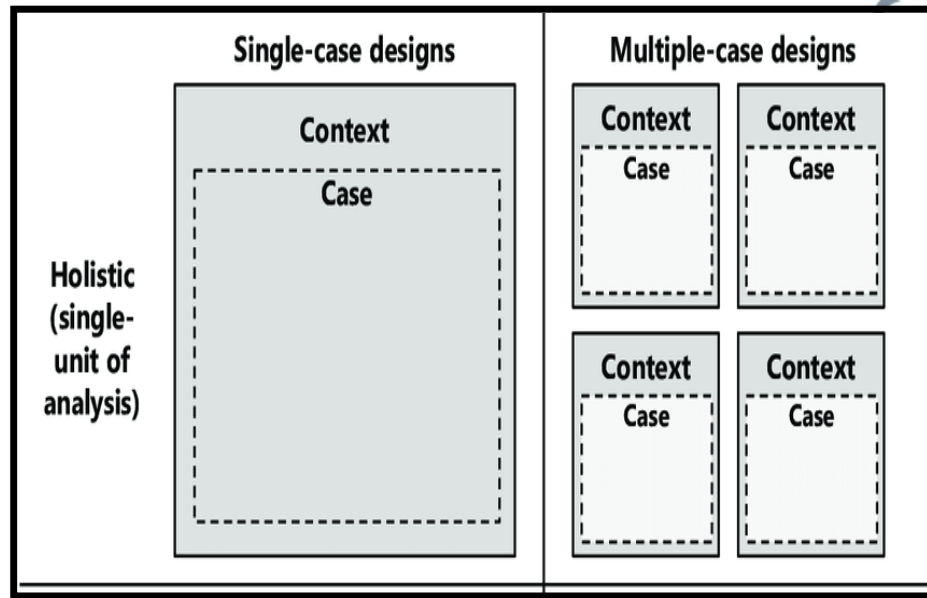 Single-case designs
Multiple-case designs
Context
Case
Holistic
(single-
unit of
analysis)
Context
Case
Context
Case
Context
Case
Context
Case